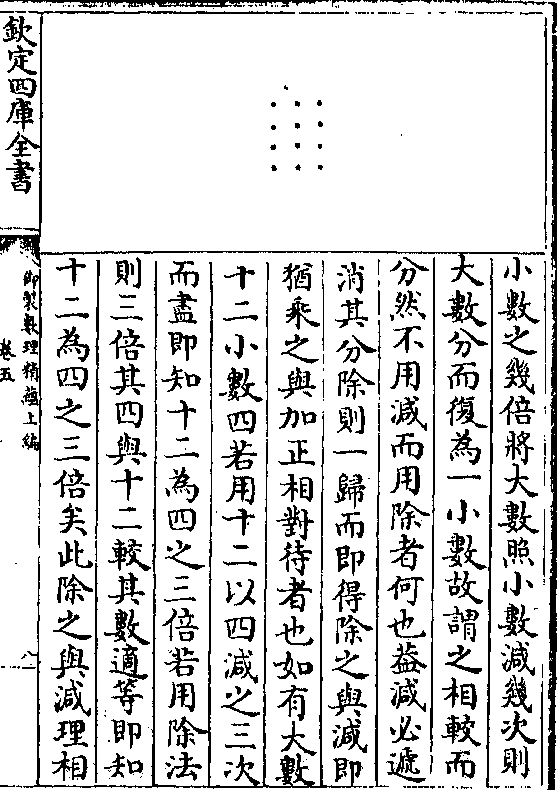 小數之幾倍將大數照小數減幾次則
大數分而復為一小數故謂之相較而
分然不用減而用除者何也葢減必遞
消其分除則一歸而即得除之與減即
猶乘之與加正相對待者也如有大數
十二小數四若用十二以四減之三次
而盡即知十二為四之三倍若用除法
則三倍其四與十二較其數適等即知
十二為四之三倍矣此除之與減理相
欽定四庫全書
御製數理精蘊上編
卷五